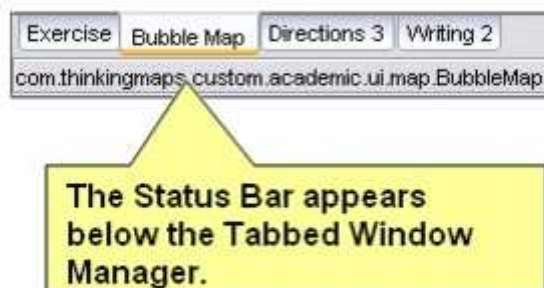 Exercise Bubble Map Directions 3 Writing 2
com.thinkingmaps.custom.academic.ui.map.BubbleMap
The Status Bar appears
below the Tabbed Window
Manager.